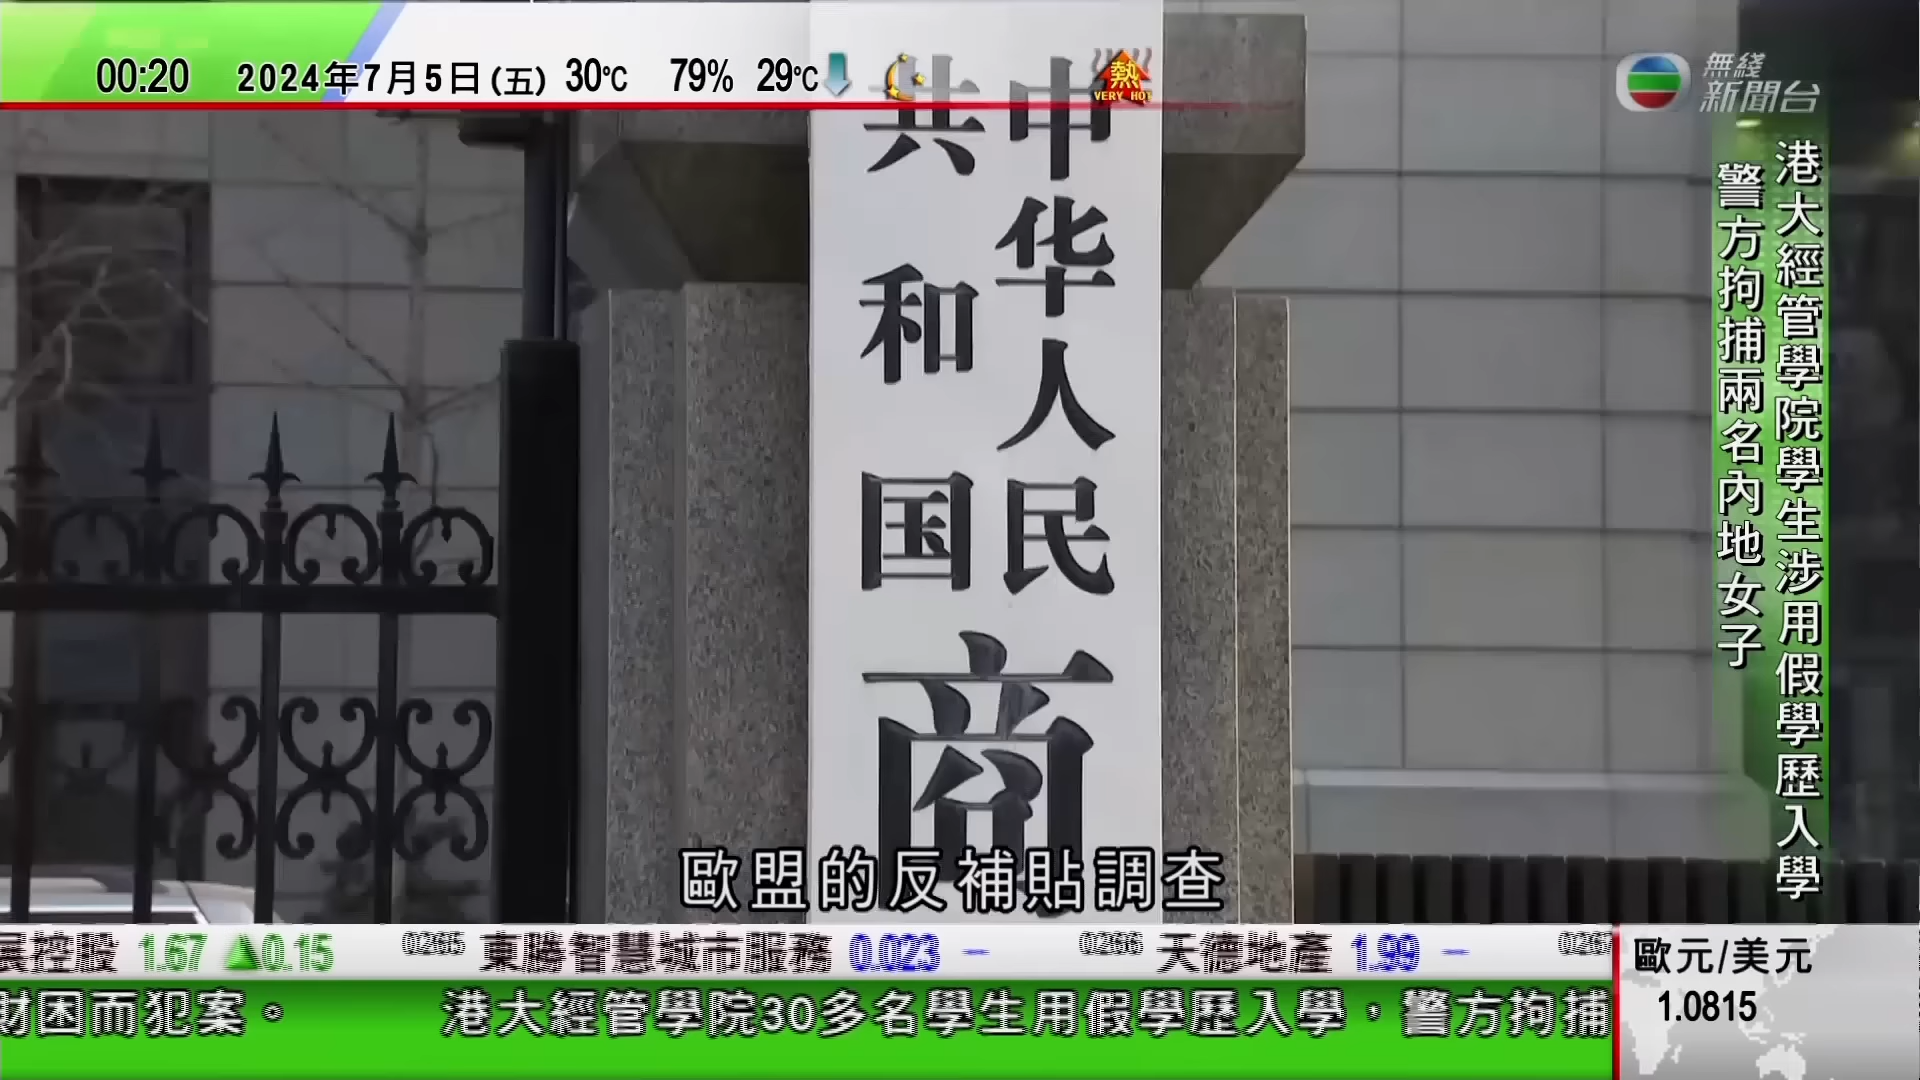 00:20 2024年7月5日(五) 30℃ 79% 29℃
熱
VERY HOT
無綫
新聞台
港大經管學院學生涉用假學歷入學
警方拘捕兩名內地女子
中华人民
共和国
商
歐盟的反補貼調查
展控股 1.67 ▲0.15 0265 東勝智慧城市服務 0.023 － 0266 天德地產 1.99 － 0267
歐元/美元
1.0815
財困而犯案。 港大經管學院30多名學生用假學歷入學，警方拘捕